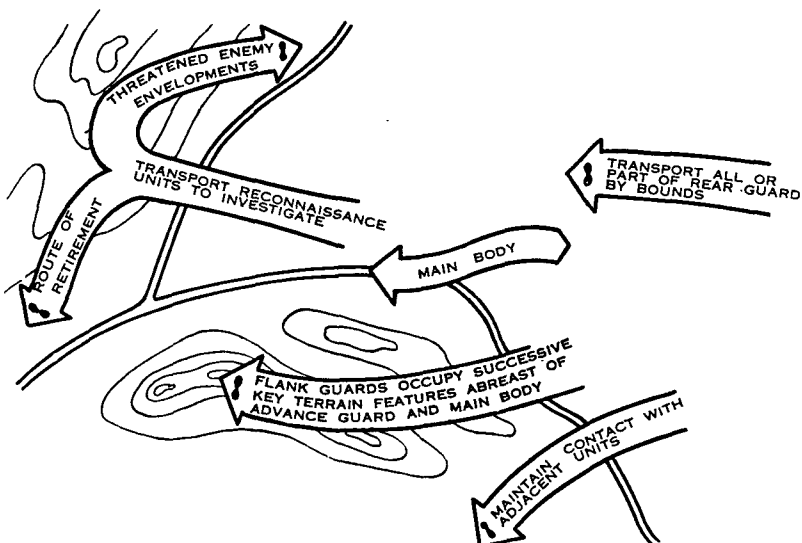 THREATENED ENEMY
ENVELOPMENTS
TRANSPORT RECONNAISSANCE
UNITS TO INVESTIGATE
ROUTE OF
RETIREMENT
TRANSPORT ALL OR
PART OF REAR GUARD
BY BOUNDS
MAIN BODY
FLANK GUARDS OCCUPY SUCCESSIVE
KEY TERRAIN FEATURES ABREAST OF
ADVANCE GUARD AND MAIN BODY
MAINTAIN CONTACT WITH
ADJACENT UNITS